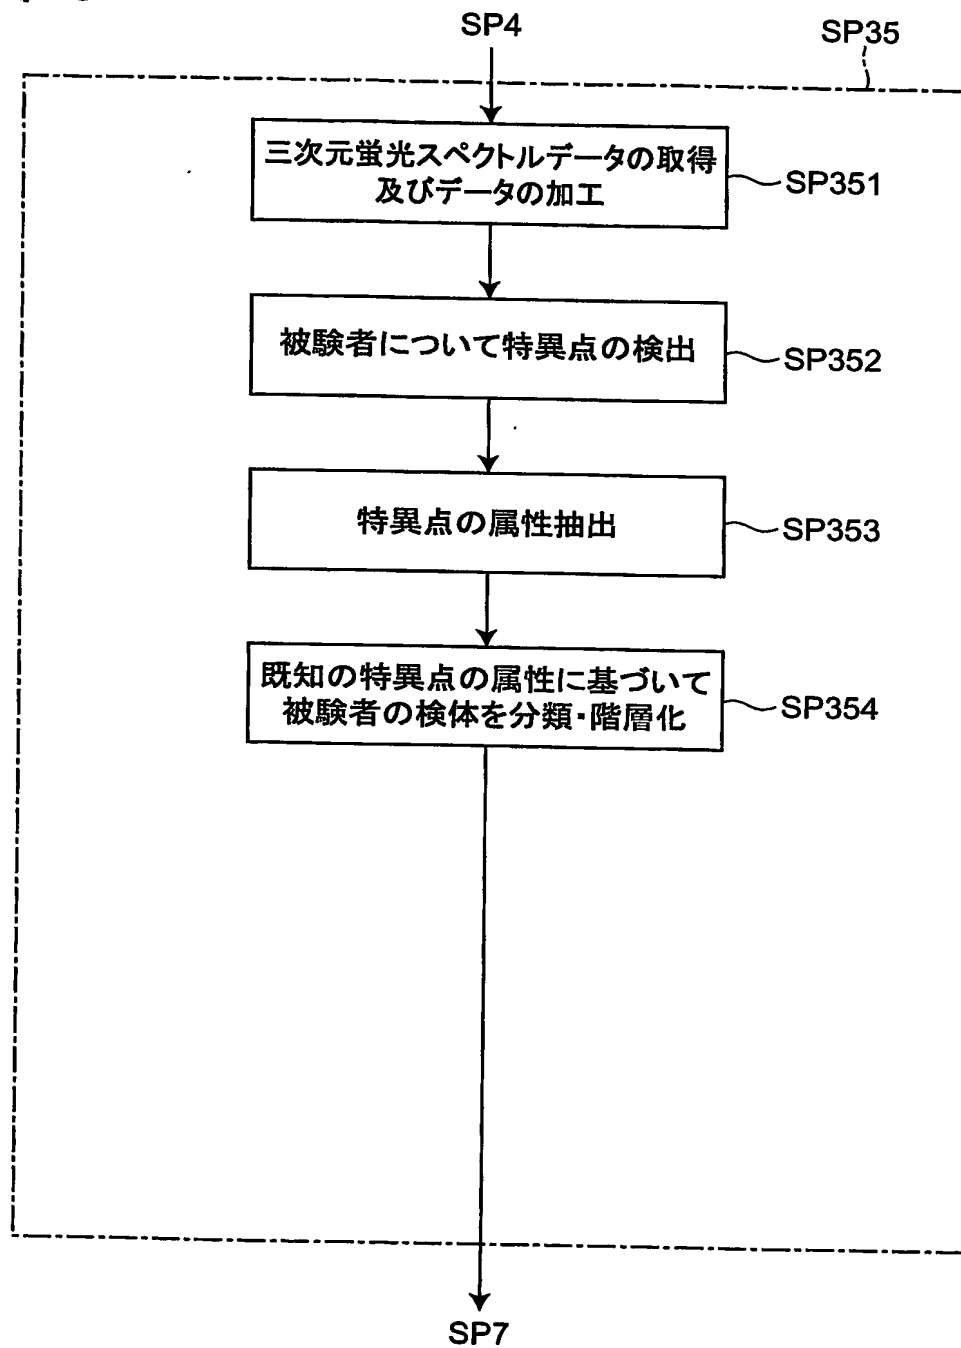 SP4
SP35
三次元蛍光スペクトルデータの取得
及びデータの加工
SP351
被験者について特異点の検出
SP352
特異点の属性抽出
SP353
既知の特異点の属性に基づいて
被験者の検体を分類・階層化
SP354
SP7